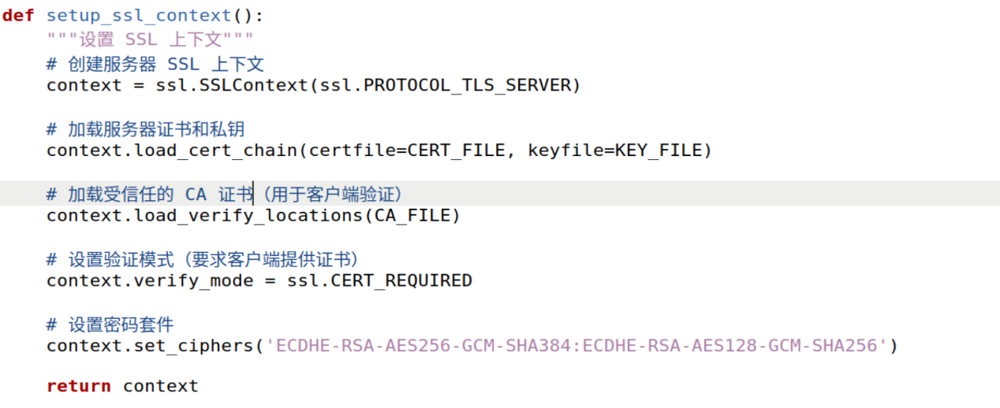 def setup_ssl_context():
    """设置 SSL 上下文"""
    # 创建服务器 SSL 上下文
    context = ssl.SSLContext(ssl.PROTOCOL_TLS_SERVER)
    # 加载服务器证书和私钥
    context.load_cert_chain(certfile=CERT_FILE, keyfile=KEY_FILE)
    # 加载受信任的 CA 证书（用于客户端验证）
    context.load_verify_locations(CA_FILE)
    # 设置验证模式（要求客户端提供证书）
    context.verify_mode = ssl.CERT_REQUIRED
    # 设置密码套件
    context.set_ciphers('ECDHE-RSA-AES256-GCM-SHA384:ECDHE-RSA-AES128-GCM-SHA256')
    return context